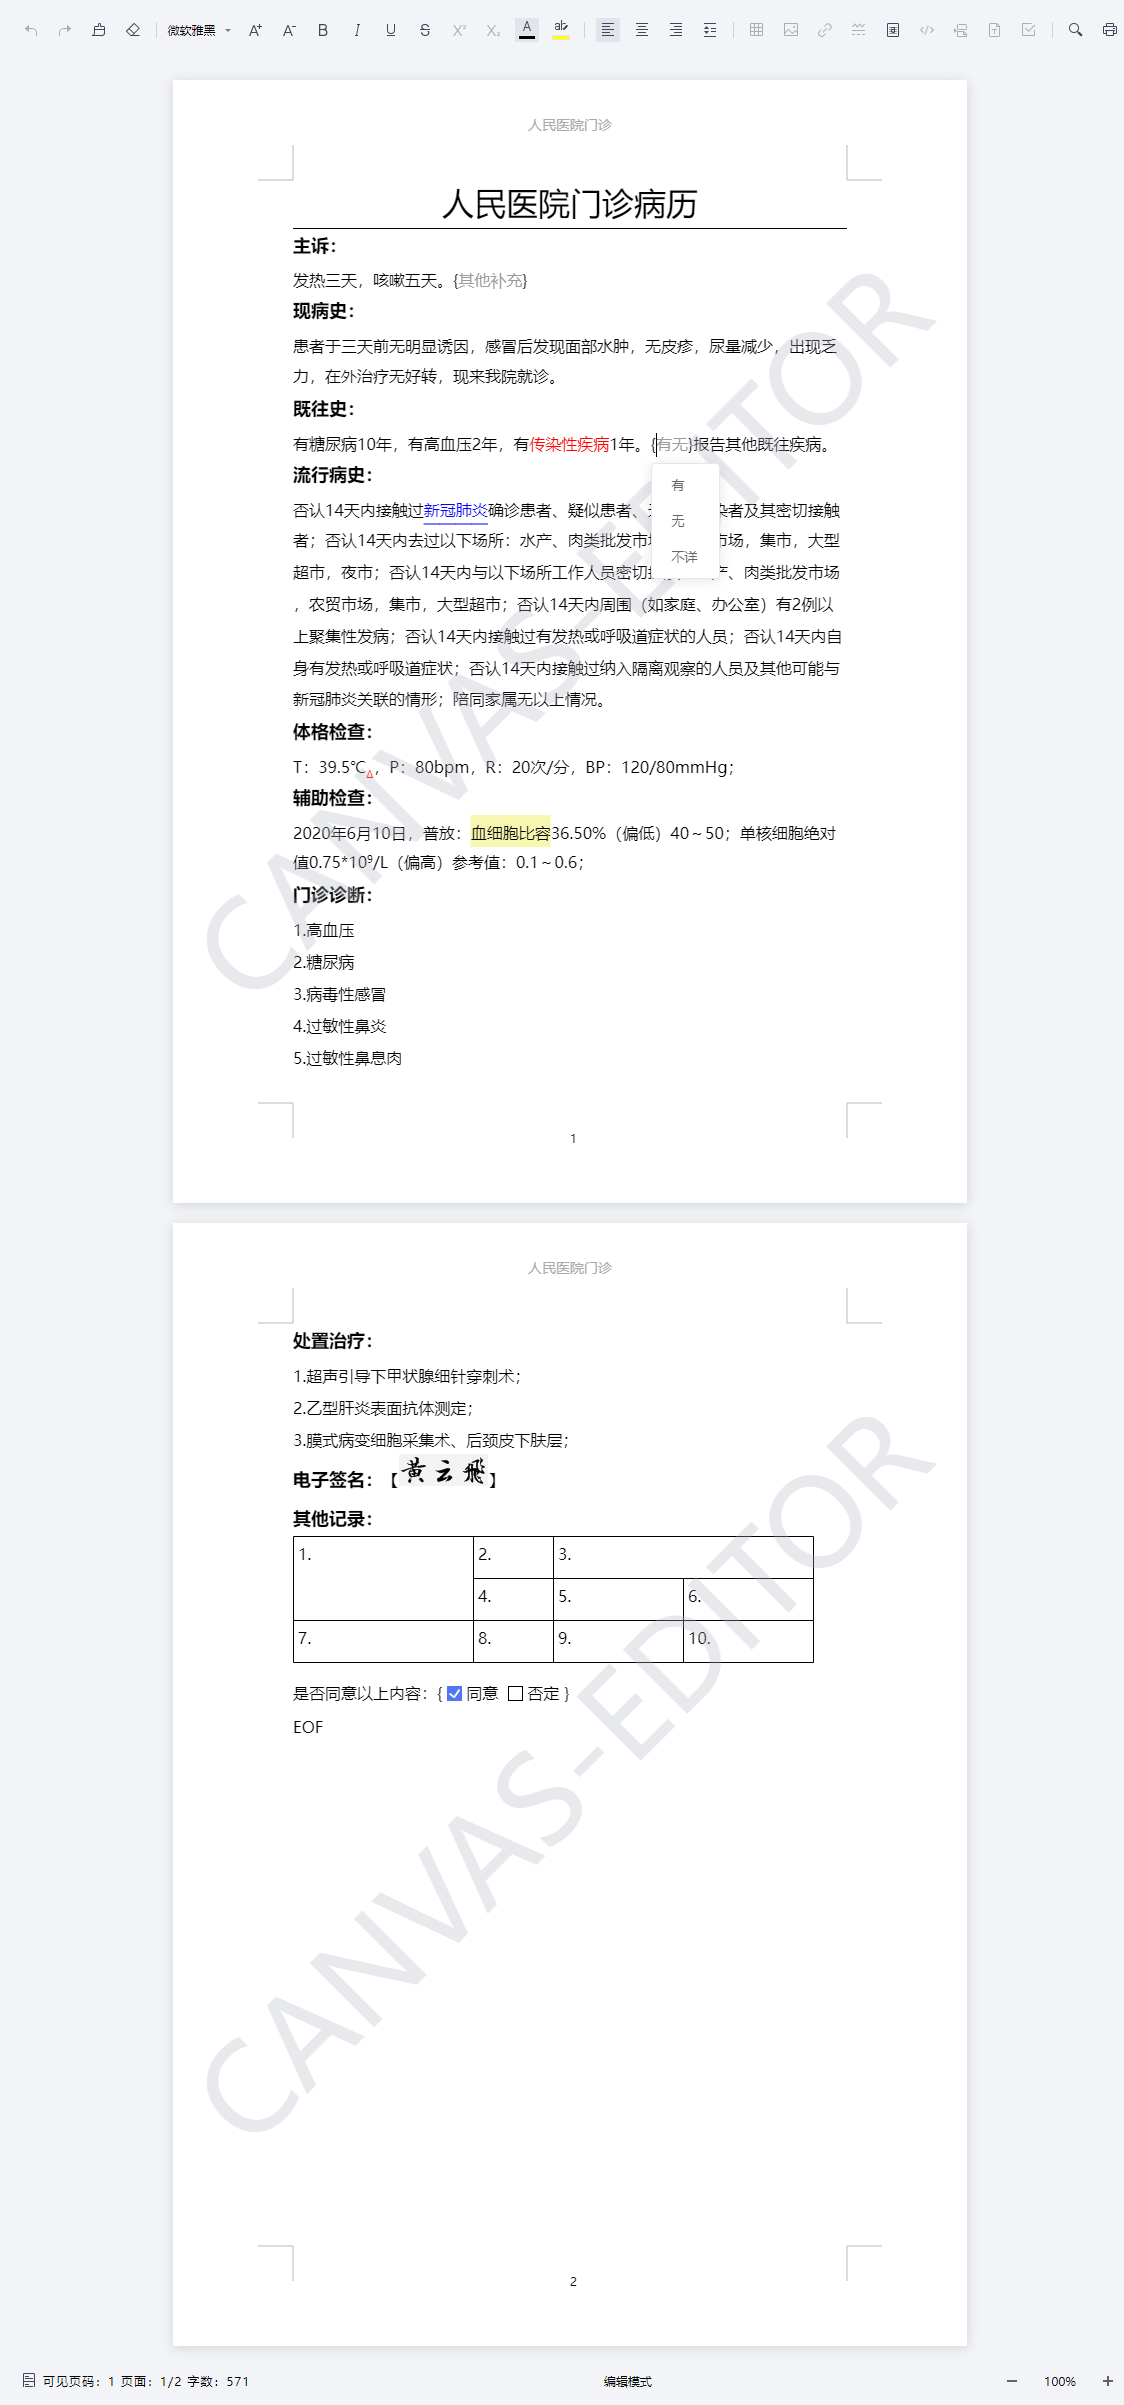 微软雅黑
人民医院门诊
人民医院门诊病历
主诉：
发热三天，咳嗽五天。{其他补充}
现病史：
患者于三天前无明显诱因，感冒后发现面部水肿，无皮疹，尿量减少，出现乏
力，在外治疗无好转，现来我院就诊。
既往史：
有糖尿病10年，有高血压2年，有传染性疾病1年。{有无}报告其他既往疾病。
有
无
不详
流行病史：
否认14天内接触过新冠肺炎确诊患者、疑似患者、染者及其密切接触
者；否认14天内去过以下场所：水产、肉类批发市 市场，集市，大型
超市，夜市；否认14天内与以下场所工作人员密切 、肉类批发市场
，农贸市场，集市，大型超市；否认14天内周围（如家庭、办公室）有2例以
上聚集性发病；否认14天内接触过有发热或呼吸道症状的人员；否认14天内自
身有发热或呼吸道症状；否认14天内接触过纳入隔离观察的人员及其他可能与
新冠肺炎关联的情形；陪同家属无以上情况。
体格检查：
T：39.5℃Δ，P：80bpm，R：20次/分，BP：120/80mmHg；
辅助检查：
2020年6月10日，普放：血细胞比容36.50%（偏低）40～50；单核细胞绝对
值0.75*10⁹/L（偏高）参考值：0.1～0.6；
门诊诊断：
1.高血压
2.糖尿病
3.病毒性感冒
4.过敏性鼻炎
5.过敏性鼻息肉
CANVAS-EDITOR
1
人民医院门诊
处置治疗：
1.超声引导下甲状腺细针穿刺术；
2.乙型肝炎表面抗体测定；
3.膜式病变细胞采集术、后颈皮下肤层；
电子签名：【黄云飛】
其他记录：
1. 2. 3.
4. 5. 6.
7. 8. 9. 10.
是否同意以上内容：{ 同意 否定 }
EOF
CANVAS-EDITOR
2
可见页码：1 页面：1/2 字数：571 编辑模式 100%